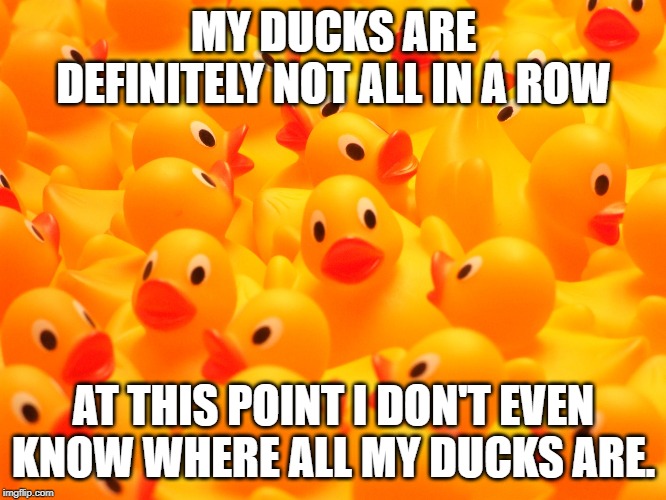 MY DUCKS ARE
DEFINITELY NOT ALL IN A ROW
AT THIS POINT I DON'T EVEN
KNOW WHERE ALL MY DUCKS ARE.
imgflip.com